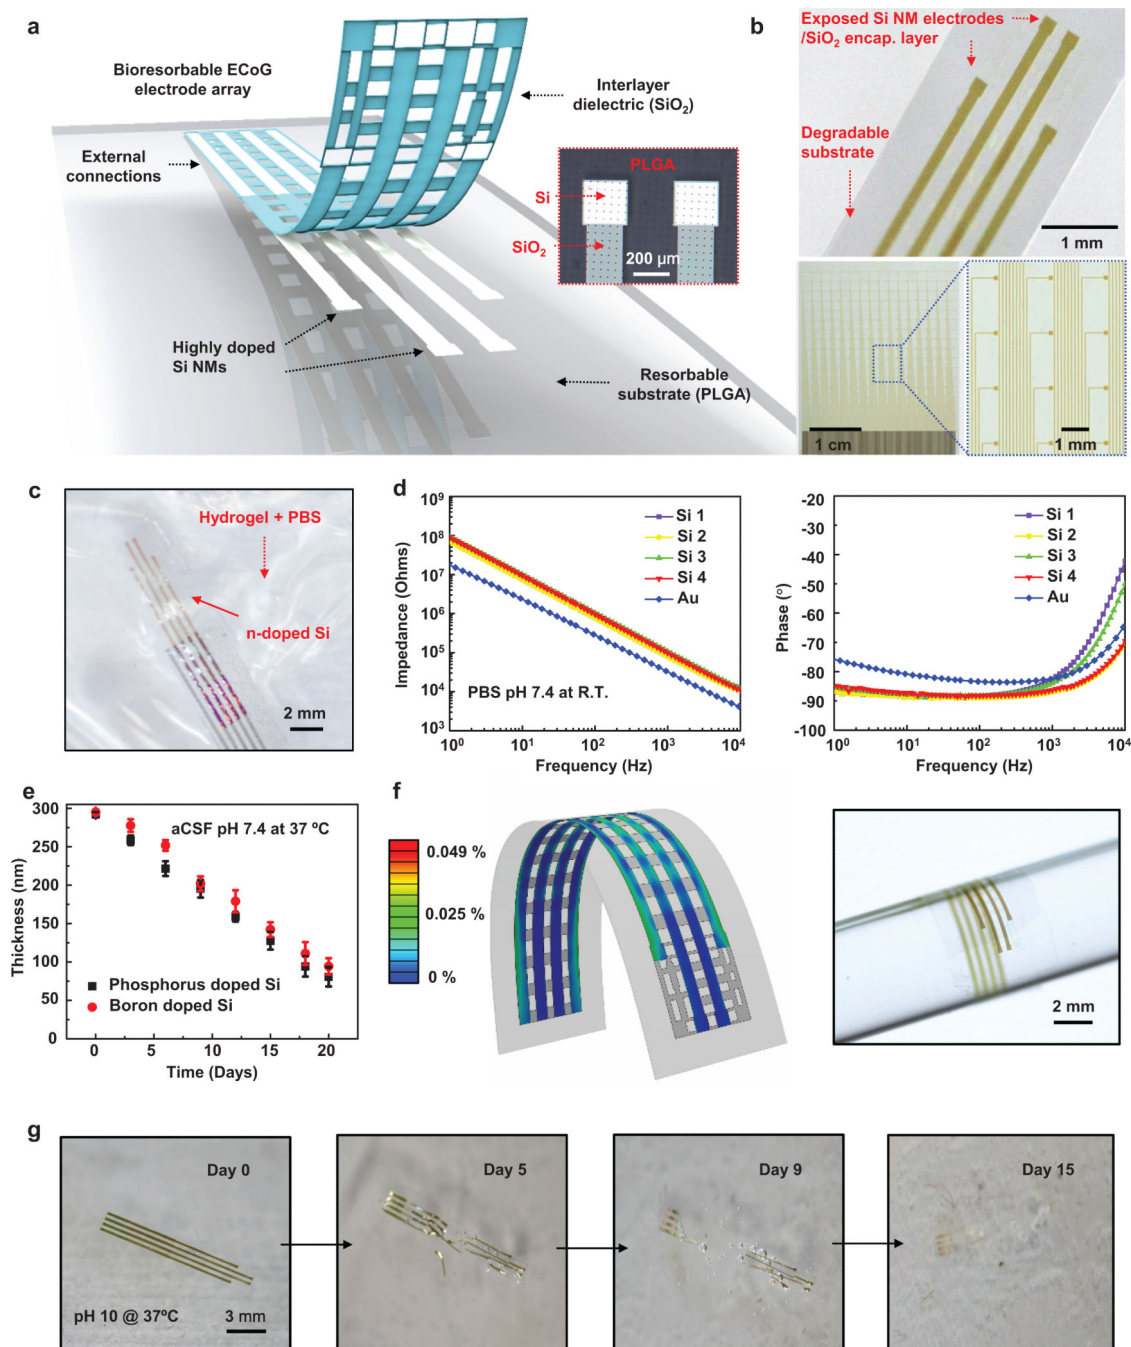 a
Bioresorbable ECoG
electrode array
External
connections
Interlayer
dielectric (SiO₂)
PLGA
Si
SiO₂
200 µm
Highly doped
Si NMs
Resorbable
substrate (PLGA)
b
Exposed Si NM electrodes
/SiO₂ encap. layer
Degradable
substrate
1 mm
1 cm
1 mm
c
Hydrogel + PBS
n-doped Si
2 mm
d
Impedance (Ohms)
10⁹
10⁸
10⁷
10⁶
10⁵
10⁴
10³
Si 1
Si 2
Si 3
Si 4
Au
PBS pH 7.4 at R.T.
10⁰ 10¹ 10² 10³ 10⁴
Frequency (Hz)
Phase (°)
-20
-30
-40
-50
-60
-70
-80
-90
-100
Si 1
Si 2
Si 3
Si 4
Au
10⁰ 10¹ 10² 10³ 10⁴
Frequency (Hz)
e
Thickness (nm)
300
250
200
150
100
50
0
aCSF pH 7.4 at 37 ºC
Phosphorus doped Si
Boron doped Si
0 5 10 15 20
Time (Days)
f
0.049 %
0.025 %
0 %
2 mm
g
Day 0
pH 10 @ 37ºC
3 mm
Day 5
Day 9
Day 15